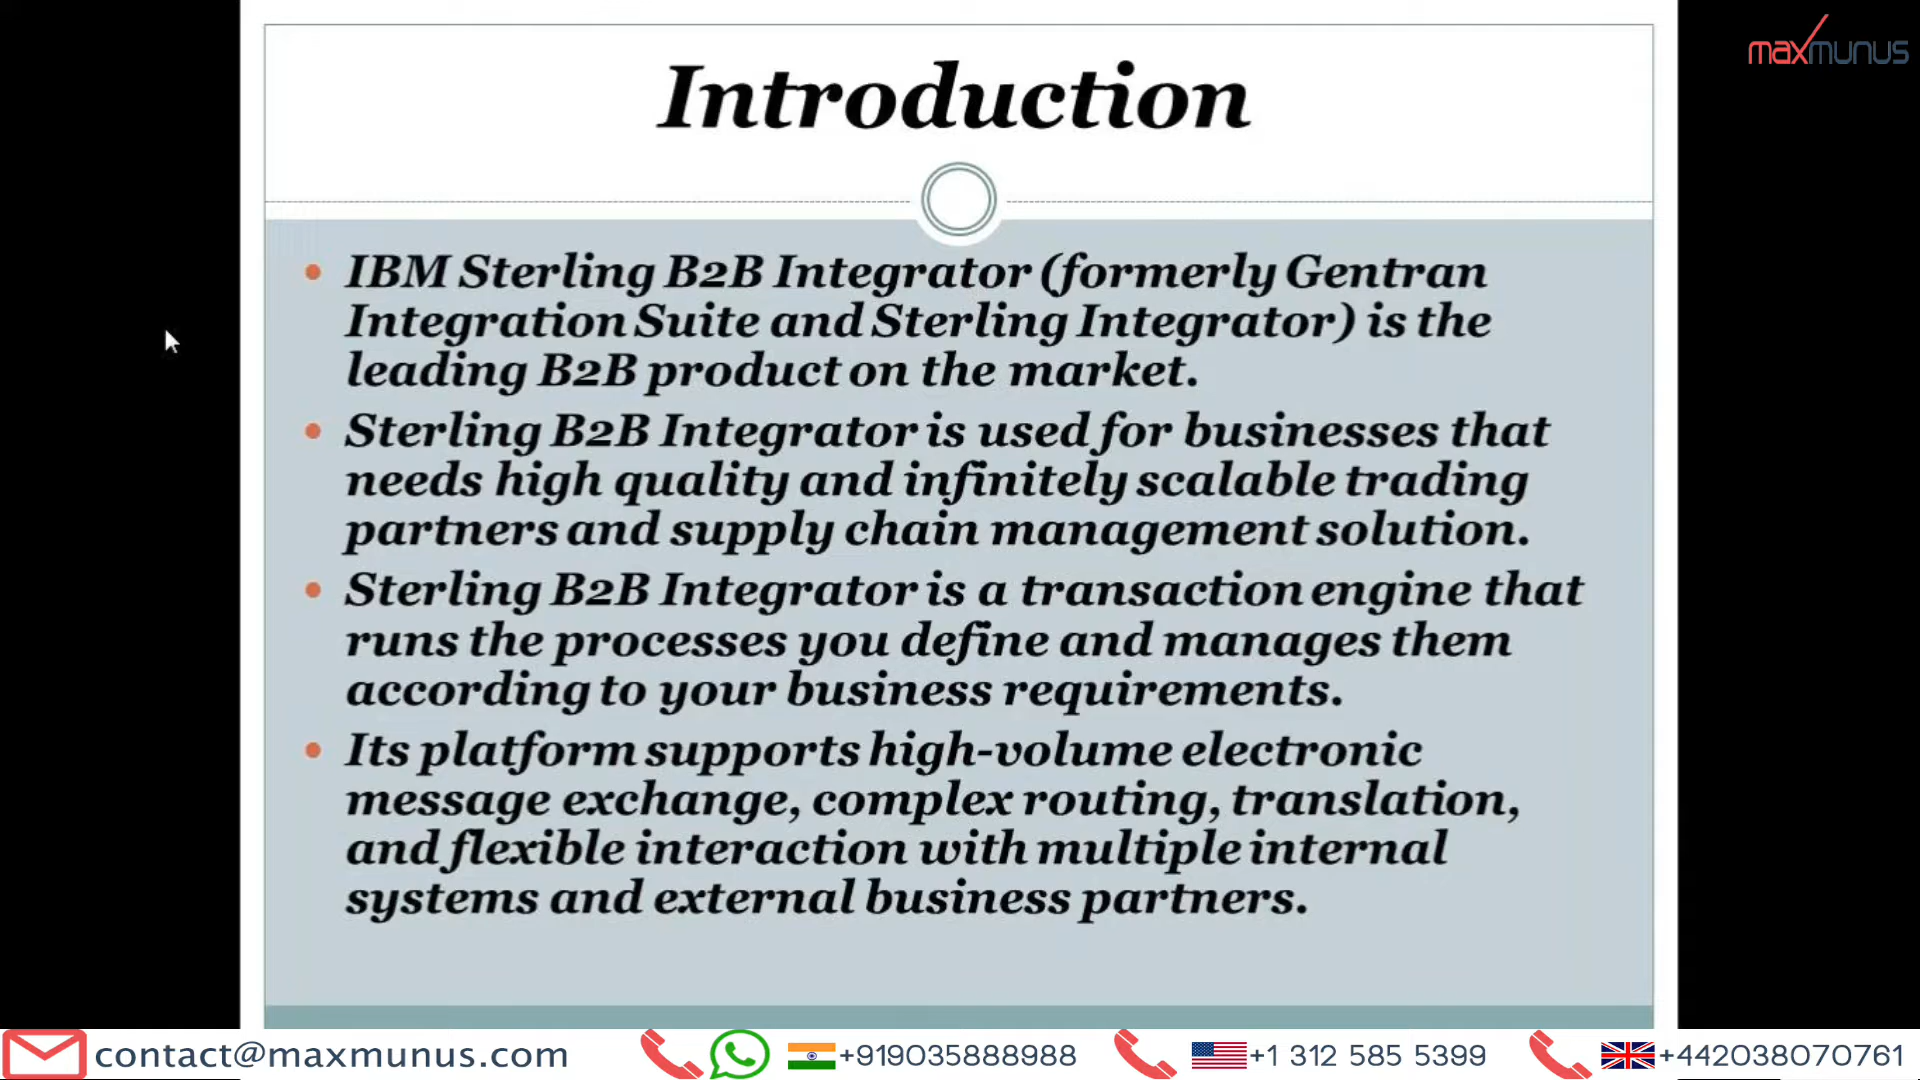 maxmunus
Introduction
• IBM Sterling B2B Integrator (formerly Gentran
Integration Suite and Sterling Integrator) is the
leading B2B product on the market.
• Sterling B2B Integrator is used for businesses that
needs high quality and infinitely scalable trading
partners and supply chain management solution.
• Sterling B2B Integrator is a transaction engine that
runs the processes you define and manages them
according to your business requirements.
• Its platform supports high-volume electronic
message exchange, complex routing, translation,
and flexible interaction with multiple internal
systems and external business partners.
contact@maxmunus.com +919035888988 +1 312 585 5399 +442038070761